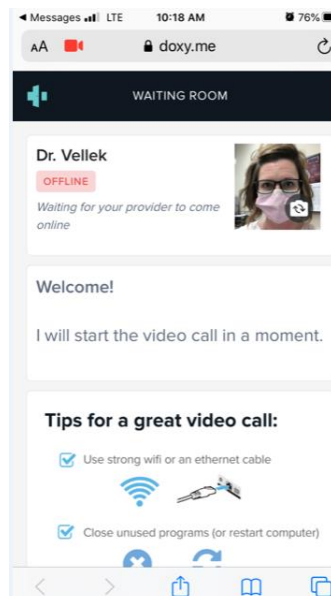 Messages LTE 10:18 AM 76%
AA doxy.me
WAITING ROOM
Dr. Vellek
OFFLINE
Waiting for your provider to come
online
Welcome!
I will start the video call in a moment.
Tips for a great video call:
Use strong wifi or an ethernet cable
Close unused programs (or restart computer)